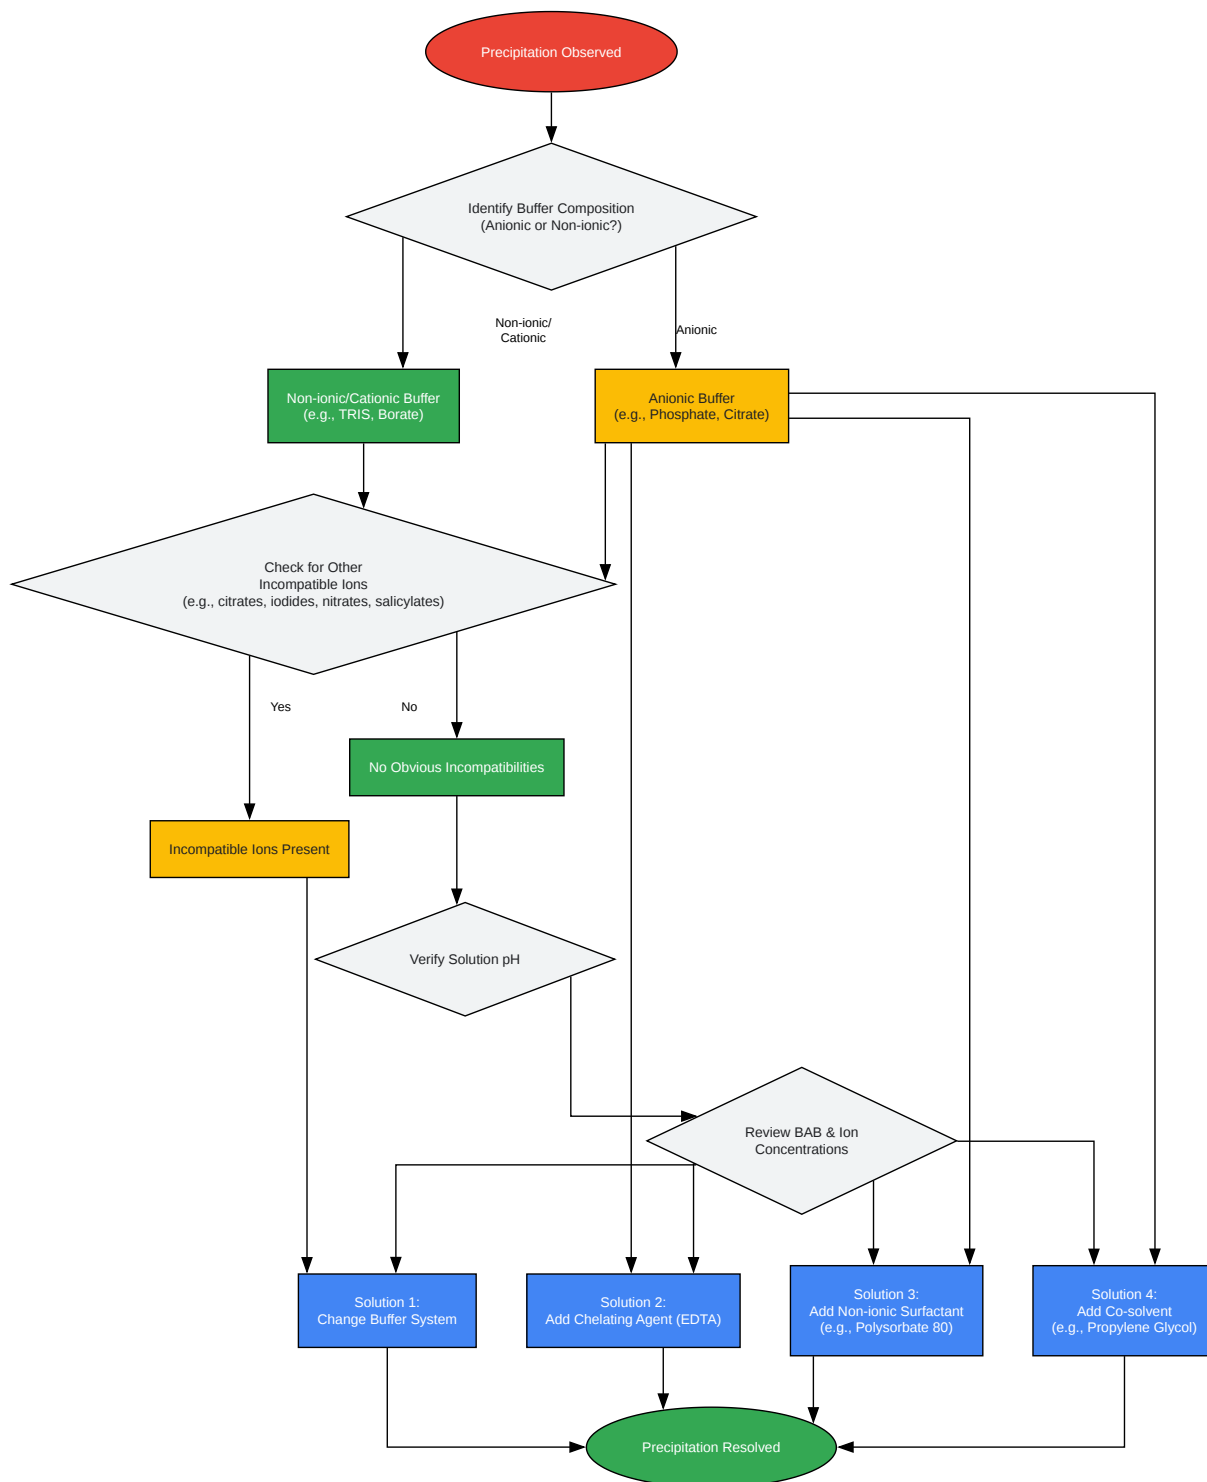 Precipitation Observed
Identify Buffer Composition
(Anionic or Non-ionic?)
Non-ionic/
Cationic
Anionic
Non-ionic/Cationic Buffer
(e.g., TRIS, Borate)
Anionic Buffer
(e.g., Phosphate, Citrate)
Check for Other
Incompatible Ions
(e.g., citrates, iodides, nitrates, salicylates)
Yes
No
No Obvious Incompatibilities
Incompatible Ions Present
Verify Solution pH
Review BAB & Ion
Concentrations
Solution 1:
Change Buffer System
Solution 2:
Add Chelating Agent (EDTA)
Solution 3:
Add Non-ionic Surfactant
(e.g., Polysorbate 80)
Solution 4:
Add Co-solvent
(e.g., Propylene Glycol)
Precipitation Resolved